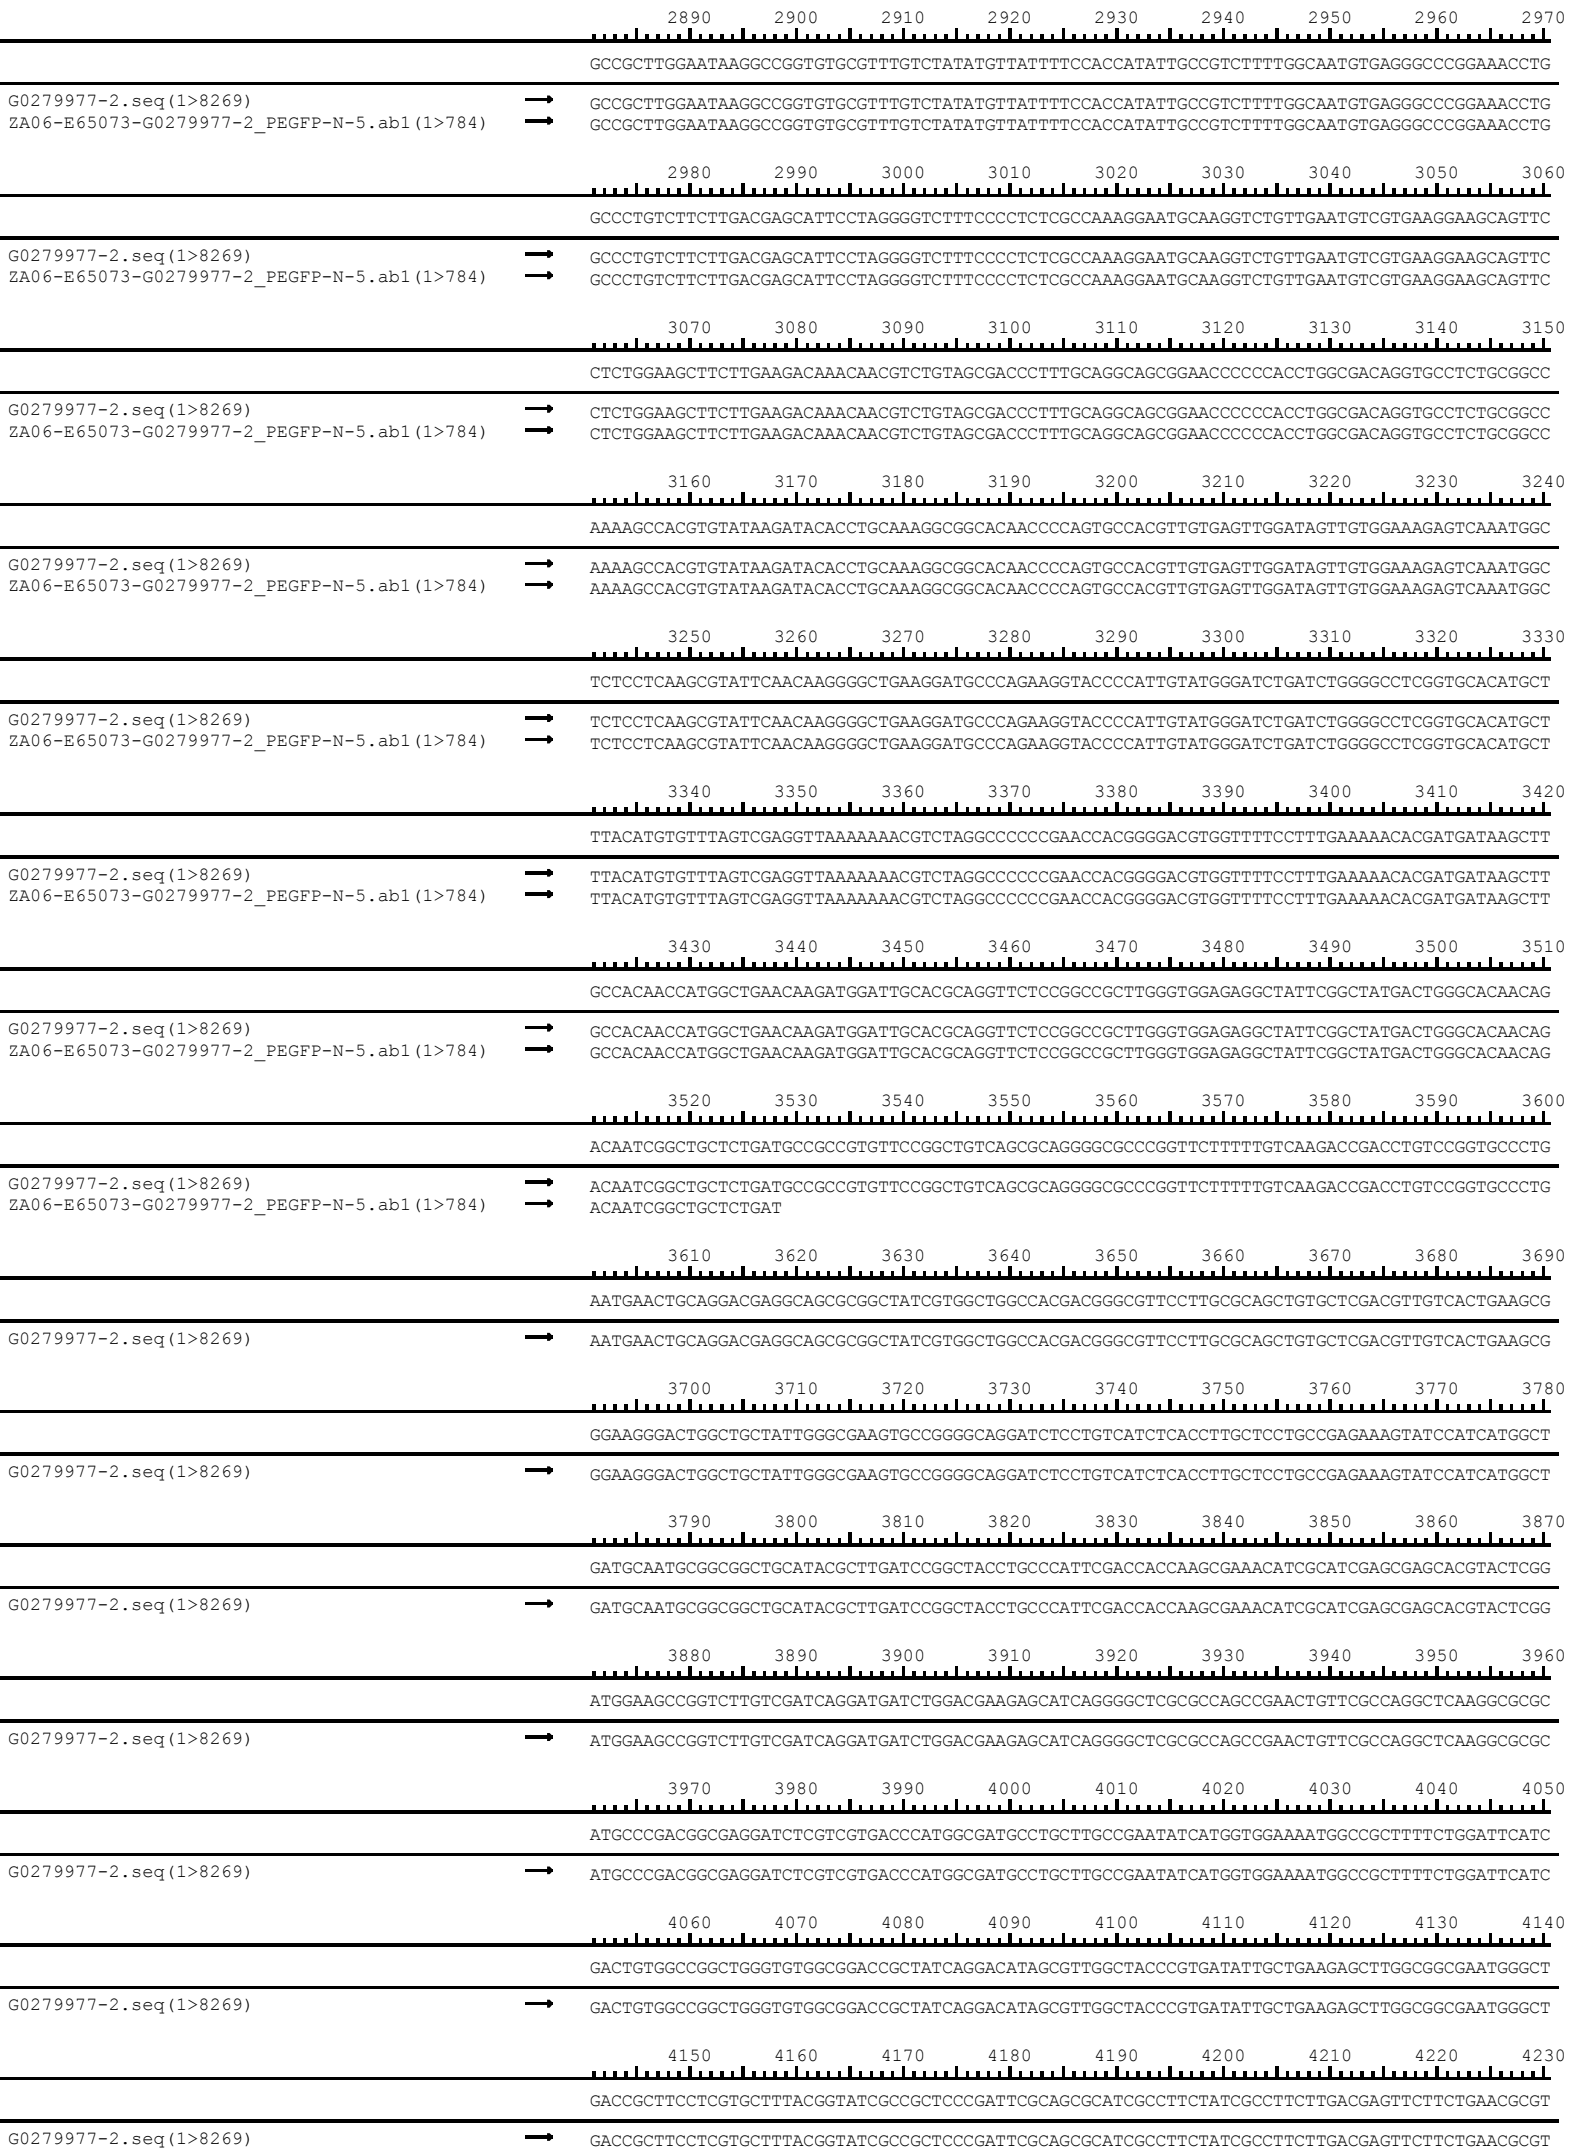 2890 2900 2910 2920 2930 2940 2950 2960 2970
GCCGCTTGGAATAAGGCCGGTGTGCGTTTGTCTATATGTTATTTTCCACCATATTGCCGTCTTTTGGCAATGTGAGGGCCCGGAAACCTG
G0279977-2.seq(1>8269) → GCCGCTTGGAATAAGGCCGGTGTGCGTTTGTCTATATGTTATTTTCCACCATATTGCCGTCTTTTGGCAATGTGAGGGCCCGGAAACCTG
ZA06-E65073-G0279977-2_PEGFP-N-5.ab1(1>784) → GCCGCTTGGAATAAGGCCGGTGTGCGTTTGTCTATATGTTATTTTCCACCATATTGCCGTCTTTTGGCAATGTGAGGGCCCGGAAACCTG
2980 2990 3000 3010 3020 3030 3040 3050 3060
GCCCTGTCTTCTTGACGAGCATTCCTAGGGGTCTTTCCCCTCTCGCCAAAGGAATGCAAGGTCTGTTGAATGTCGTGAAGGAAGCAGTTC
G0279977-2.seq(1>8269) → GCCCTGTCTTCTTGACGAGCATTCCTAGGGGTCTTTCCCCTCTCGCCAAAGGAATGCAAGGTCTGTTGAATGTCGTGAAGGAAGCAGTTC
ZA06-E65073-G0279977-2_PEGFP-N-5.ab1(1>784) → GCCCTGTCTTCTTGACGAGCATTCCTAGGGGTCTTTCCCCTCTCGCCAAAGGAATGCAAGGTCTGTTGAATGTCGTGAAGGAAGCAGTTC
3070 3080 3090 3100 3110 3120 3130 3140 3150
CTCTGGAAGCTTCTTGAAGACAAACAACGTCTGTAGCGACCCTTTGCAGGCAGCGGAACCCCCCACCTGGCGACAGGTGCCTCTGCGGCC
G0279977-2.seq(1>8269) → CTCTGGAAGCTTCTTGAAGACAAACAACGTCTGTAGCGACCCTTTGCAGGCAGCGGAACCCCCCACCTGGCGACAGGTGCCTCTGCGGCC
ZA06-E65073-G0279977-2_PEGFP-N-5.ab1(1>784) → CTCTGGAAGCTTCTTGAAGACAAACAACGTCTGTAGCGACCCTTTGCAGGCAGCGGAACCCCCCACCTGGCGACAGGTGCCTCTGCGGCC
3160 3170 3180 3190 3200 3210 3220 3230 3240
AAAAGCCACGTGTATAAGATACACCTGCAAAGGCGGCACAACCCCAGTGCCACGTTGTGAGTTGGATAGTTGTGGAAAGAGTCAAATGGC
G0279977-2.seq(1>8269) → AAAAGCCACGTGTATAAGATACACCTGCAAAGGCGGCACAACCCCAGTGCCACGTTGTGAGTTGGATAGTTGTGGAAAGAGTCAAATGGC
ZA06-E65073-G0279977-2_PEGFP-N-5.ab1(1>784) → AAAAGCCACGTGTATAAGATACACCTGCAAAGGCGGCACAACCCCAGTGCCACGTTGTGAGTTGGATAGTTGTGGAAAGAGTCAAATGGC
3250 3260 3270 3280 3290 3300 3310 3320 3330
TCTCCTCAAGCGTATTCAACAAGGGGCTGAAGGATGCCCAGAAGGTACCCCATTGTATGGGATCTGATCTGGGGCCTCGGTGCACATGCT
G0279977-2.seq(1>8269) → TCTCCTCAAGCGTATTCAACAAGGGGCTGAAGGATGCCCAGAAGGTACCCCATTGTATGGGATCTGATCTGGGGCCTCGGTGCACATGCT
ZA06-E65073-G0279977-2_PEGFP-N-5.ab1(1>784) → TCTCCTCAAGCGTATTCAACAAGGGGCTGAAGGATGCCCAGAAGGTACCCCATTGTATGGGATCTGATCTGGGGCCTCGGTGCACATGCT
3340 3350 3360 3370 3380 3390 3400 3410 3420
TTACATGTGTTTAGTCGAGGTTAAAAAAACGTCTAGGCCCCCCGAACCACGGGGACGTGGTTTTCCTTTGAAAAACACGATGATAAGCTT
G0279977-2.seq(1>8269) → TTACATGTGTTTAGTCGAGGTTAAAAAAACGTCTAGGCCCCCCGAACCACGGGGACGTGGTTTTCCTTTGAAAAACACGATGATAAGCTT
ZA06-E65073-G0279977-2_PEGFP-N-5.ab1(1>784) → TTACATGTGTTTAGTCGAGGTTAAAAAAACGTCTAGGCCCCCCGAACCACGGGGACGTGGTTTTCCTTTGAAAAACACGATGATAAGCTT
3430 3440 3450 3460 3470 3480 3490 3500 3510
GCCACAACCATGGCTGAACAAGATGGATTGCACGCAGGTTCTCCGGCCGCTTGGGTGGAGAGGCTATTCGGCTATGACTGGGCACAACAG
G0279977-2.seq(1>8269) → GCCACAACCATGGCTGAACAAGATGGATTGCACGCAGGTTCTCCGGCCGCTTGGGTGGAGAGGCTATTCGGCTATGACTGGGCACAACAG
ZA06-E65073-G0279977-2_PEGFP-N-5.ab1(1>784) → GCCACAACCATGGCTGAACAAGATGGATTGCACGCAGGTTCTCCGGCCGCTTGGGTGGAGAGGCTATTCGGCTATGACTGGGCACAACAG
3520 3530 3540 3550 3560 3570 3580 3590 3600
ACAATCGGCTGCTCTGATGCCGCCGTGTTCCGGCTGTCAGCGCAGGGGCGCCCGGTTCTTTTTGTCAAGACCGACCTGTCCGGTGCCCTG
G0279977-2.seq(1>8269) → ACAATCGGCTGCTCTGATGCCGCCGTGTTCCGGCTGTCAGCGCAGGGGCGCCCGGTTCTTTTTGTCAAGACCGACCTGTCCGGTGCCCTG
ZA06-E65073-G0279977-2_PEGFP-N-5.ab1(1>784) → ACAATCGGCTGCTCTGAT
3610 3620 3630 3640 3650 3660 3670 3680 3690
AATGAACTGCAGGACGAGGCAGCGCGGCTATCGTGGCTGGCCACGACGGGCGTTCCTTGCGCAGCTGTGCTCGACGTTGTCACTGAAGCG
G0279977-2.seq(1>8269) → AATGAACTGCAGGACGAGGCAGCGCGGCTATCGTGGCTGGCCACGACGGGCGTTCCTTGCGCAGCTGTGCTCGACGTTGTCACTGAAGCG
3700 3710 3720 3730 3740 3750 3760 3770 3780
GGAAGGGACTGGCTGCTATTGGGCGAAGTGCCGGGGCAGGATCTCCTGTCATCTCACCTTGCTCCTGCCGAGAAAGTATCCATCATGGCT
G0279977-2.seq(1>8269) → GGAAGGGACTGGCTGCTATTGGGCGAAGTGCCGGGGCAGGATCTCCTGTCATCTCACCTTGCTCCTGCCGAGAAAGTATCCATCATGGCT
3790 3800 3810 3820 3830 3840 3850 3860 3870
GATGCAATGCGGCGGCTGCATACGCTTGATCCGGCTACCTGCCCATTCGACCACCAAGCGAAACATCGCATCGAGCGAGCACGTACTCGG
G0279977-2.seq(1>8269) → GATGCAATGCGGCGGCTGCATACGCTTGATCCGGCTACCTGCCCATTCGACCACCAAGCGAAACATCGCATCGAGCGAGCACGTACTCGG
3880 3890 3900 3910 3920 3930 3940 3950 3960
ATGGAAGCCGGTCTTGTCGATCAGGATGATCTGGACGAAGAGCATCAGGGGCTCGCGCCAGCCGAACTGTTCGCCAGGCTCAAGGCGCGC
G0279977-2.seq(1>8269) → ATGGAAGCCGGTCTTGTCGATCAGGATGATCTGGACGAAGAGCATCAGGGGCTCGCGCCAGCCGAACTGTTCGCCAGGCTCAAGGCGCGC
3970 3980 3990 4000 4010 4020 4030 4040 4050
ATGCCCGACGGCGAGGATCTCGTCGTGACCCATGGCGATGCCTGCTTGCCGAATATCATGGTGGAAAATGGCCGCTTTTCTGGATTCATC
G0279977-2.seq(1>8269) → ATGCCCGACGGCGAGGATCTCGTCGTGACCCATGGCGATGCCTGCTTGCCGAATATCATGGTGGAAAATGGCCGCTTTTCTGGATTCATC
4060 4070 4080 4090 4100 4110 4120 4130 4140
GACTGTGGCCGGCTGGGTGTGGCGGACCGCTATCAGGACATAGCGTTGGCTACCCGTGATATTGCTGAAGAGCTTGGCGGCGAATGGGCT
G0279977-2.seq(1>8269) → GACTGTGGCCGGCTGGGTGTGGCGGACCGCTATCAGGACATAGCGTTGGCTACCCGTGATATTGCTGAAGAGCTTGGCGGCGAATGGGCT
4150 4160 4170 4180 4190 4200 4210 4220 4230
GACCGCTTCCTCGTGCTTTACGGTATCGCCGCTCCCGATTCGCAGCGCATCGCCTTCTATCGCCTTCTTGACGAGTTCTTCTGAACGCGT
G0279977-2.seq(1>8269) → GACCGCTTCCTCGTGCTTTACGGTATCGCCGCTCCCGATTCGCAGCGCATCGCCTTCTATCGCCTTCTTGACGAGTTCTTCTGAACGCGT